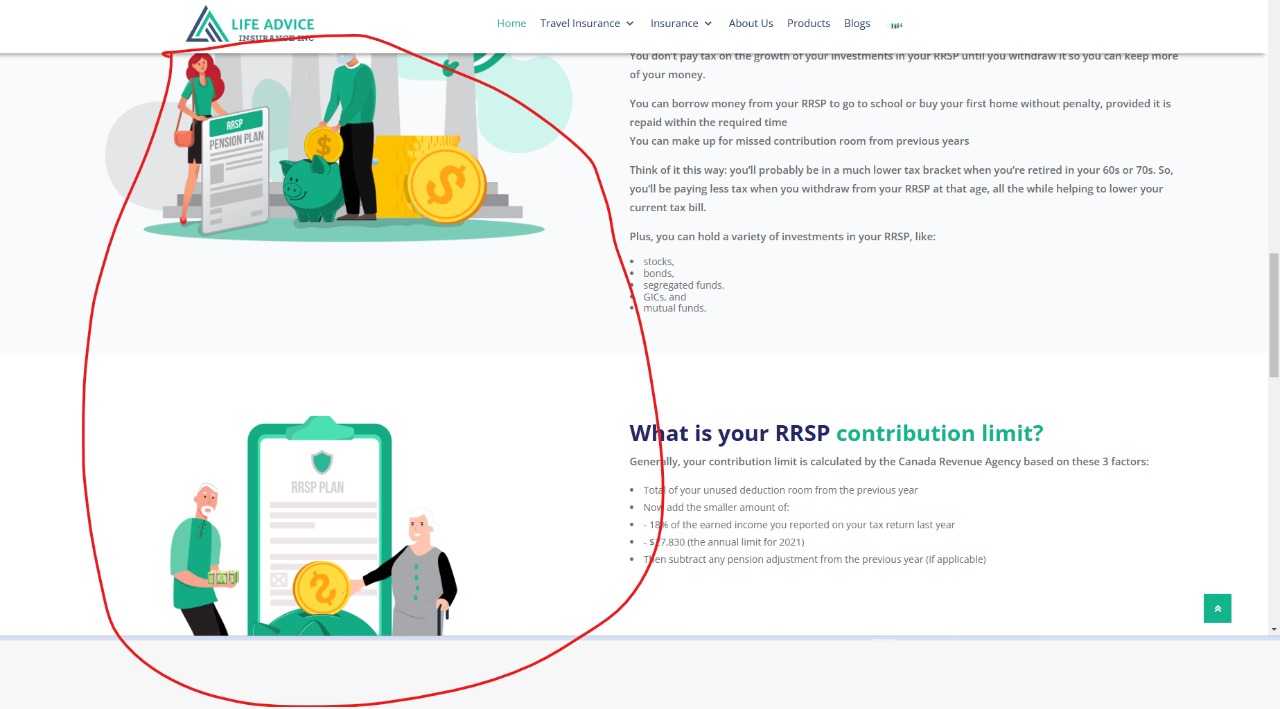 LIFE ADVICE
INSURANCE INC
Home Travel Insurance Insurance About Us Products Blogs
You don't pay tax on the growth of your investments in your RRSP until you withdraw it so you can keep more
of your money.
You can borrow money from your RRSP to go to school or buy your first home without penalty, provided it is
repaid within the required time
You can make up for missed contribution room from previous years
Think of it this way: you'll probably be in a much lower tax bracket when you're retired in your 60s or 70s. So,
you'll be paying less tax when you withdraw from your RRSP at that age, all the while helping to lower your
current tax bill.
Plus, you can hold a variety of investments in your RRSP, like:
stocks,
bonds,
segregated funds,
GICs, and
mutual funds.
RRSP
PENSION PLAN
$
$
What is your RRSP contribution limit?
Generally, your contribution limit is calculated by the Canada Revenue Agency based on these 3 factors:
Total of your unused deduction room from the previous year
Now add the smaller amount of:
- 18% of the earned income you reported on your tax return last year
- $27,830 (the annual limit for 2021)
Then subtract any pension adjustment from the previous year (if applicable)
RRSP PLAN